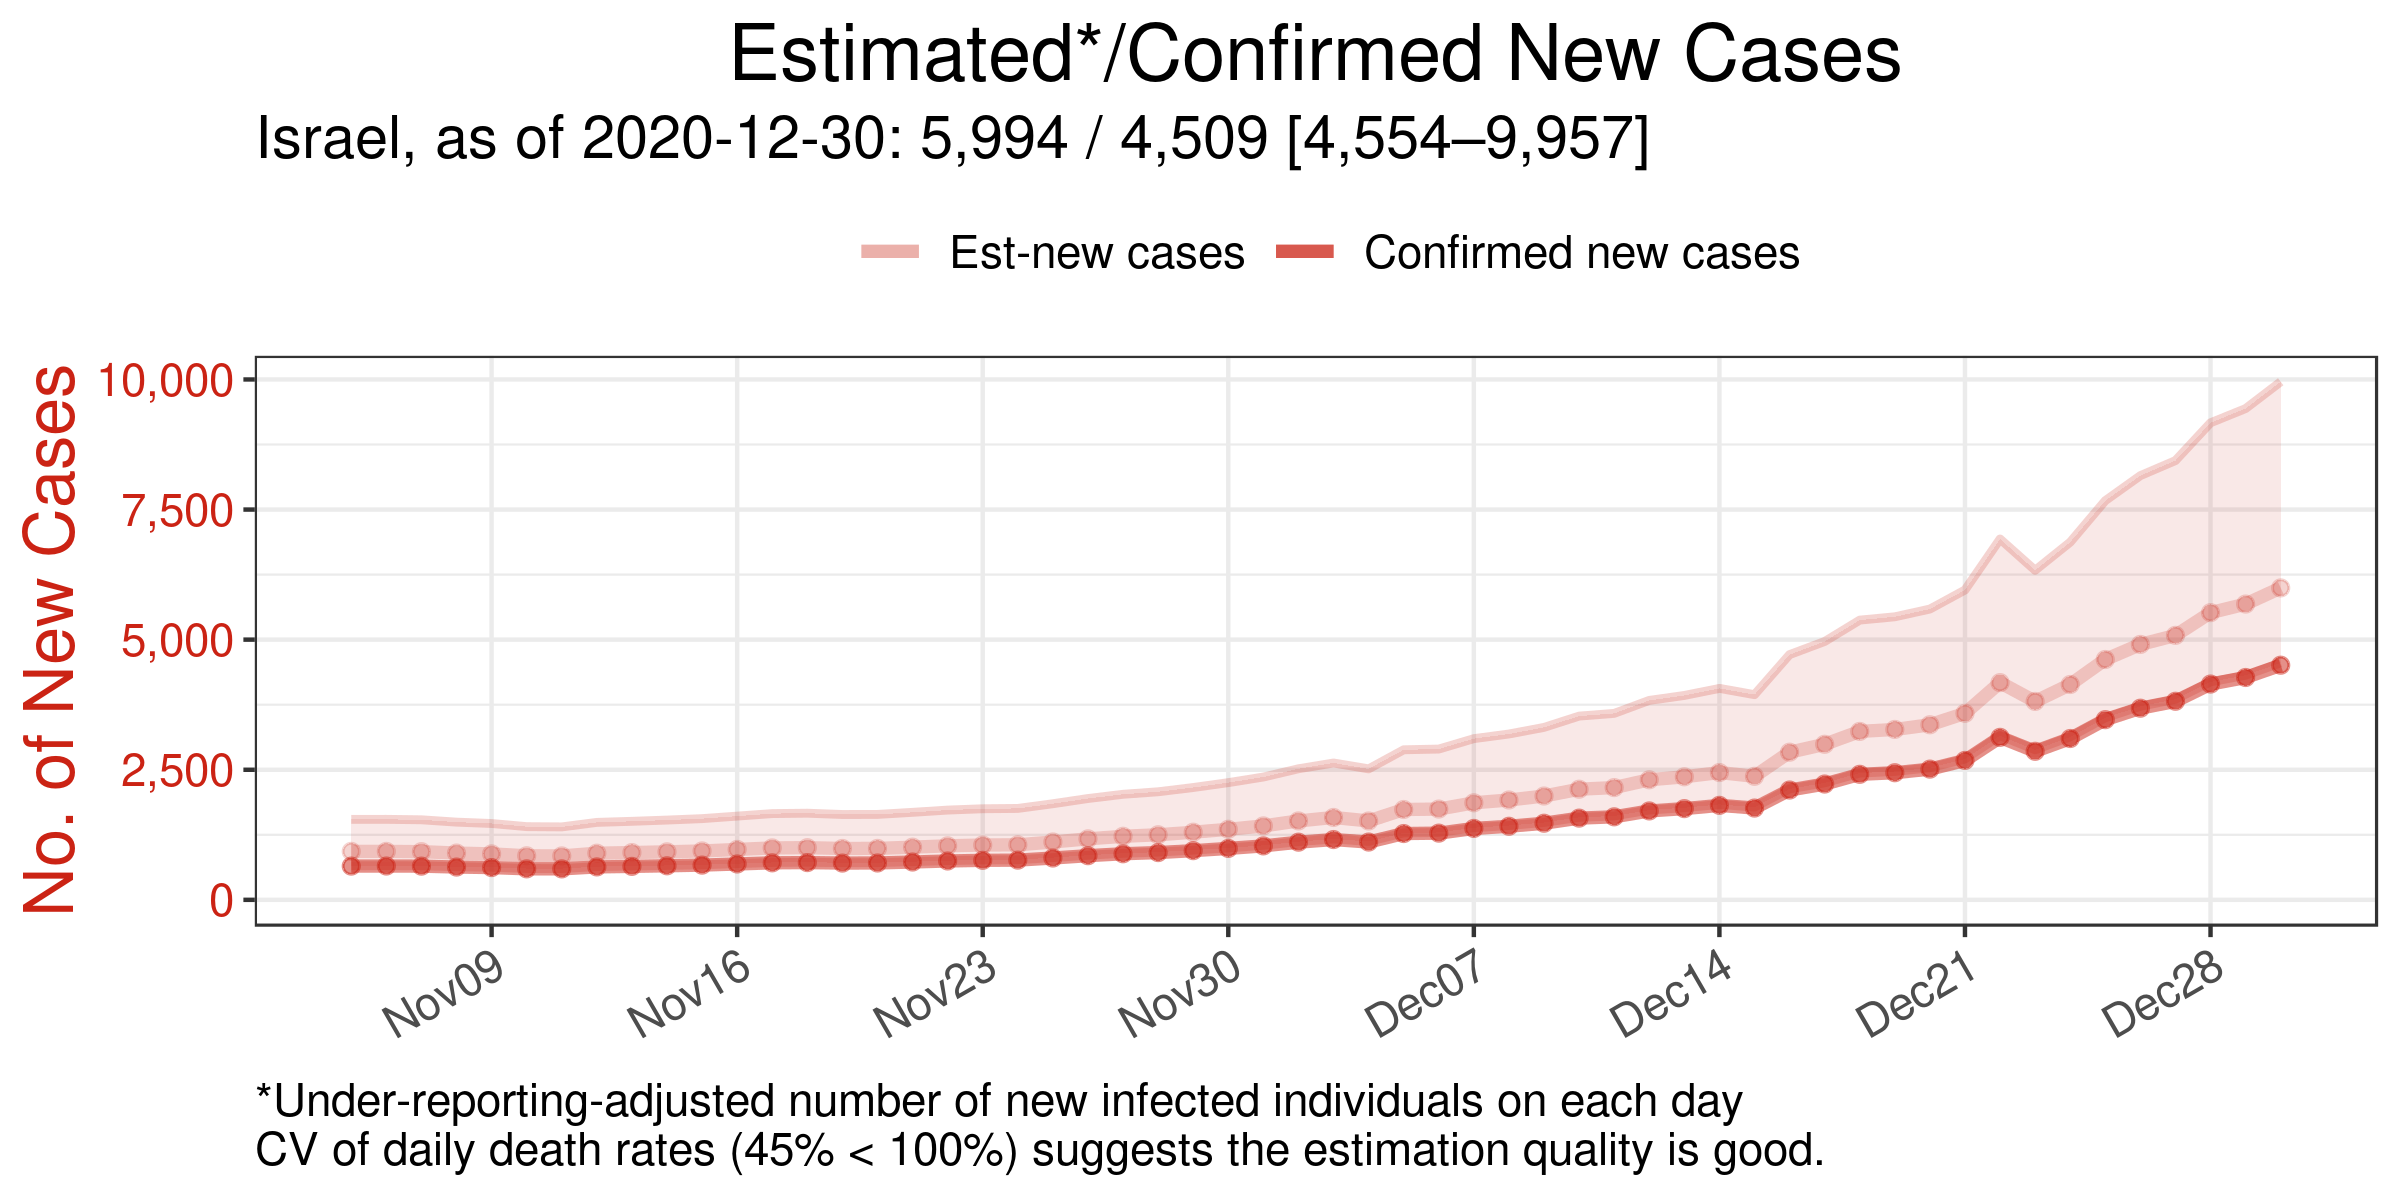 Estimated*/Confirmed New Cases
Israel, as of 2020-12-30: 5,994 / 4,509 [4,554–9,957]
Est-new cases
Confirmed new cases
No. of New Cases
10,000
7,500
5,000
2,500
0
Nov09
Nov16
Nov23
Nov30
Dec07
Dec14
Dec21
Dec28
*Under-reporting-adjusted number of new infected individuals on each day
CV of daily death rates (45% < 100%) suggests the estimation quality is good.